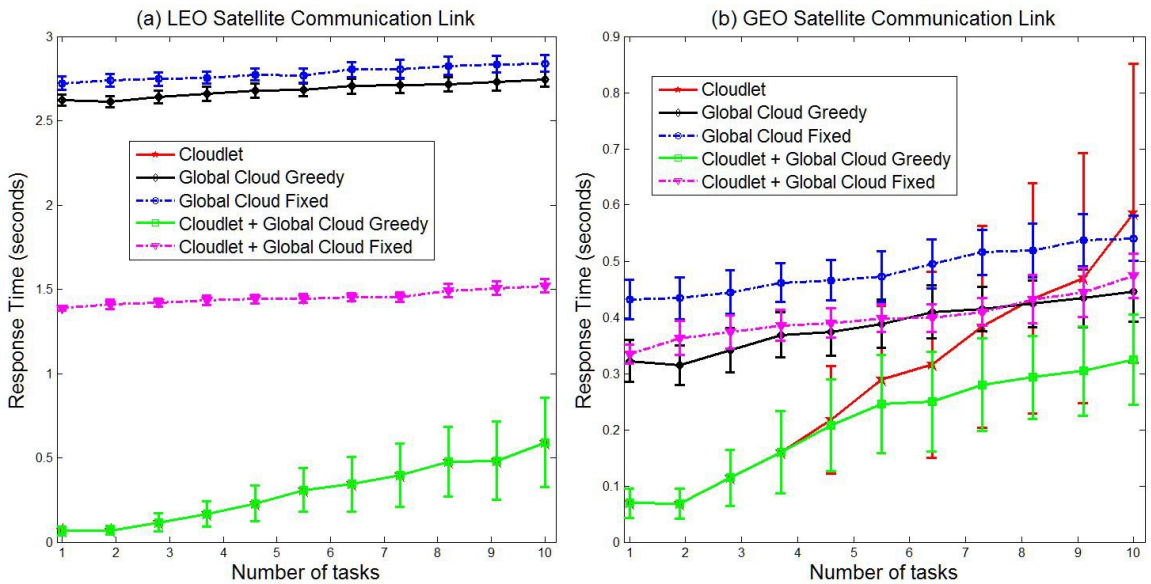 (a) LEO Satellite Communication Link
3
2.5
2
1.5
1
0.5
0
1 2 3 4 5 6 7 8 9 10
Response Time (seconds)
Number of tasks
Cloudlet
Global Cloud Greedy
Global Cloud Fixed
Cloudlet + Global Cloud Greedy
Cloudlet + Global Cloud Fixed
(b) GEO Satellite Communication Link
0.9
0.8
0.7
0.6
0.5
0.4
0.3
0.2
0.1
0
1 2 3 4 5 6 7 8 9 10
Response Time (seconds)
Number of tasks
Cloudlet
Global Cloud Greedy
Global Cloud Fixed
Cloudlet + Global Cloud Greedy
Cloudlet + Global Cloud Fixed